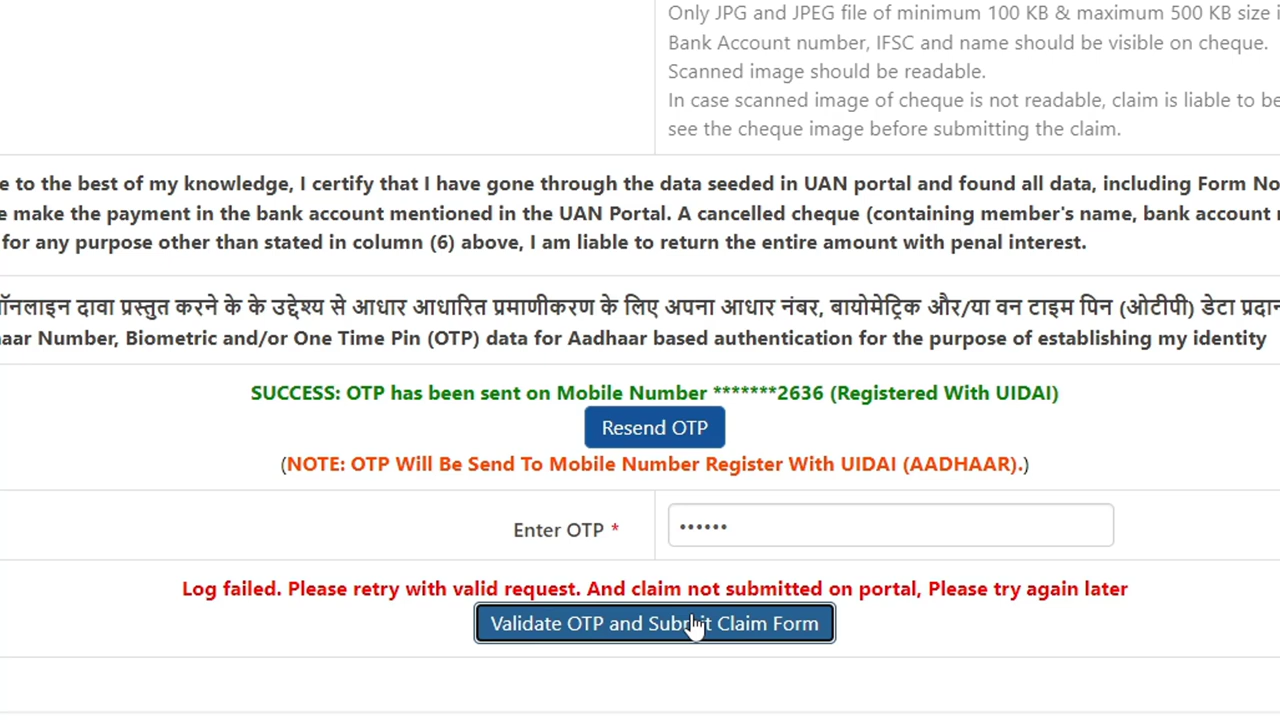 Only JPG and JPEG file of minimum 100 KB & maximum 500 KB size i
Bank Account number, IFSC and name should be visible on cheque.
Scanned image should be readable.
In case scanned image of cheque is not readable, claim is liable to be
see the cheque image before submitting the claim.
e to the best of my knowledge, I certify that I have gone through the data seeded in UAN portal and found all data, including Form No
e make the payment in the bank account mentioned in the UAN Portal. A cancelled cheque (containing member's name, bank account
for any purpose other than stated in column (6) above, I am liable to return the entire amount with penal interest.
ऑनलाइन दावा प्रस्तुत करने के के उद्देश्य से आधार आधारित प्रमाणीकरण के लिए अपना आधार नंबर, बायोमेट्रिक और/या वन टाइम पिन (ओटीपी) डेटा प्रदान
aar Number, Biometric and/or One Time Pin (OTP) data for Aadhaar based authentication for the purpose of establishing my identity
SUCCESS: OTP has been sent on Mobile Number *******2636 (Registered With UIDAI)
Resend OTP
(NOTE: OTP Will Be Send To Mobile Number Register With UIDAI (AADHAAR).)
Enter OTP *
••••••
Log failed. Please retry with valid request. And claim not submitted on portal, Please try again later
Validate OTP and Submit Claim Form